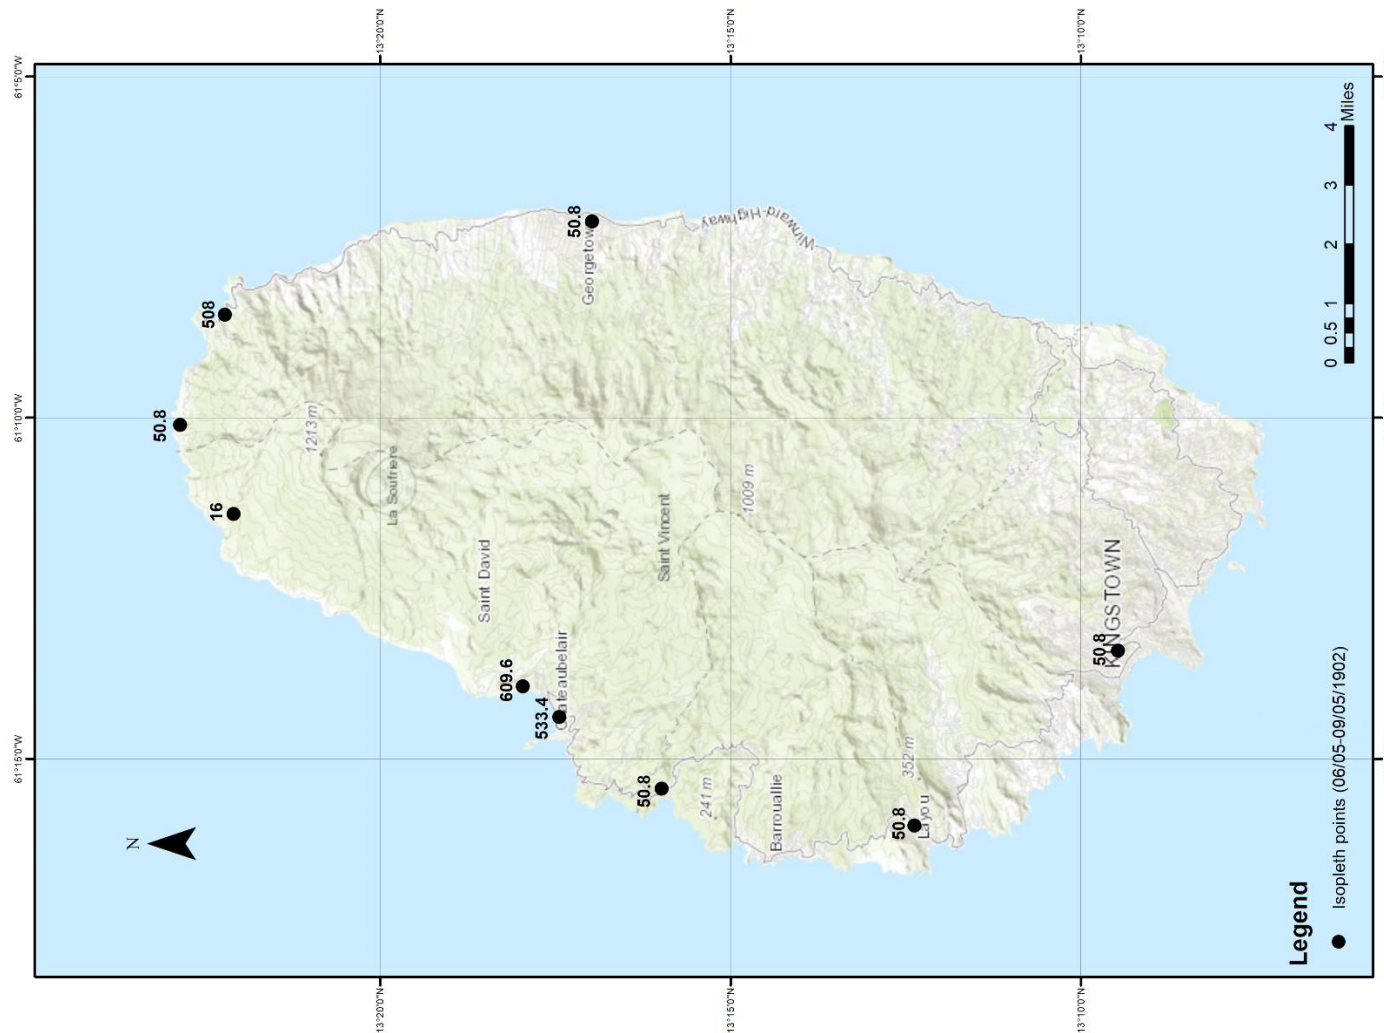 61°15'0"W
61°10'0"W
61°5'0"W
N
50.8
508
16
1213 m
13°20'0"N
13°20'0"N
La Soufriere
Saint David
609.6
533.4
Chateaubelair
50.8
Georgetown
50.8
Saint Vincent
241 m
13°15'0"N
13°15'0"N
1009 m
Winward-Highway
Barrouallie
352 m
50.8
Layou
13°10'0"N
13°10'0"N
50.8
KINGSTOWN
Legend
Isopleth points (06/05-09/05/1902)
0 0.5 1 2 3 4
Miles